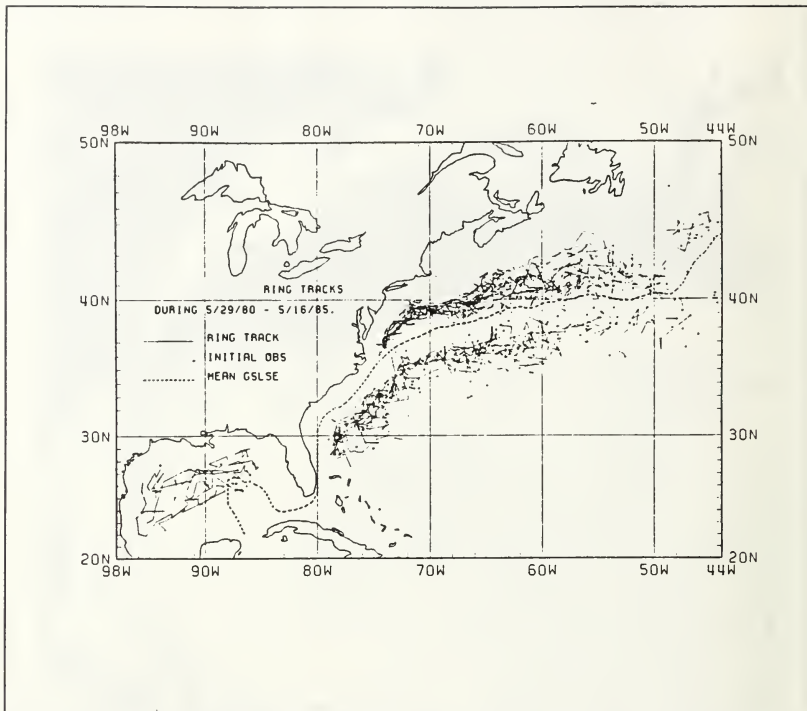 98W 90W 80W 70W 60W 50W 44W
50N 50N
RING TRACKS
40N 40N
DURING 5/29/80 - 5/16/85.
RING TRACK
INITIAL OBS
MEAN GSLSE
30N 30N
20N 20N
98W 90W 80W 70W 60W 50W 44W